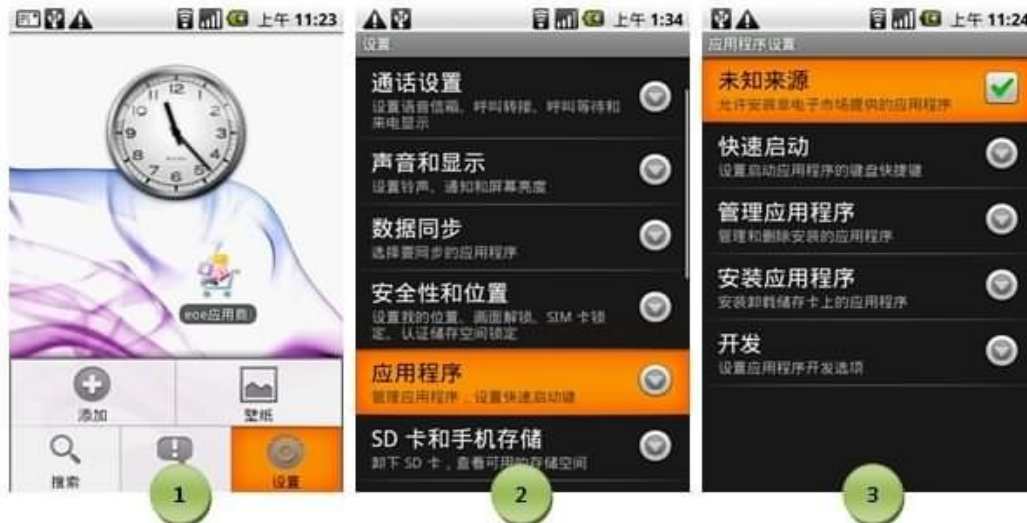 上午 11:23
12
1
2
3
4
5
6
7
8
9
10
11
eoe应用商
添加
壁纸
搜索
设置
1
上午 1:34
设置
通话设置
设置语音信箱、呼叫转接、呼叫等待和
来电显示
声音和显示
设置铃声、通知和屏幕亮度
数据同步
选择要同步的应用程序
安全性和位置
设置我的位置、画面解锁、SIM 卡锁
定、认证储存空间锁定
应用程序
管理应用程序，设置快速启动键
SD 卡和手机存储
卸下 SD 卡，查看可用的存储空间
2
上午 11:24
应用程序设置
未知来源
允许安装非电子市场提供的应用程序
快速启动
设置启动应用程序的键盘快捷键
管理应用程序
管理和删除安装的应用程序
安装应用程序
安装卸载储存卡上的应用程序
开发
设置应用程序开发选项
3